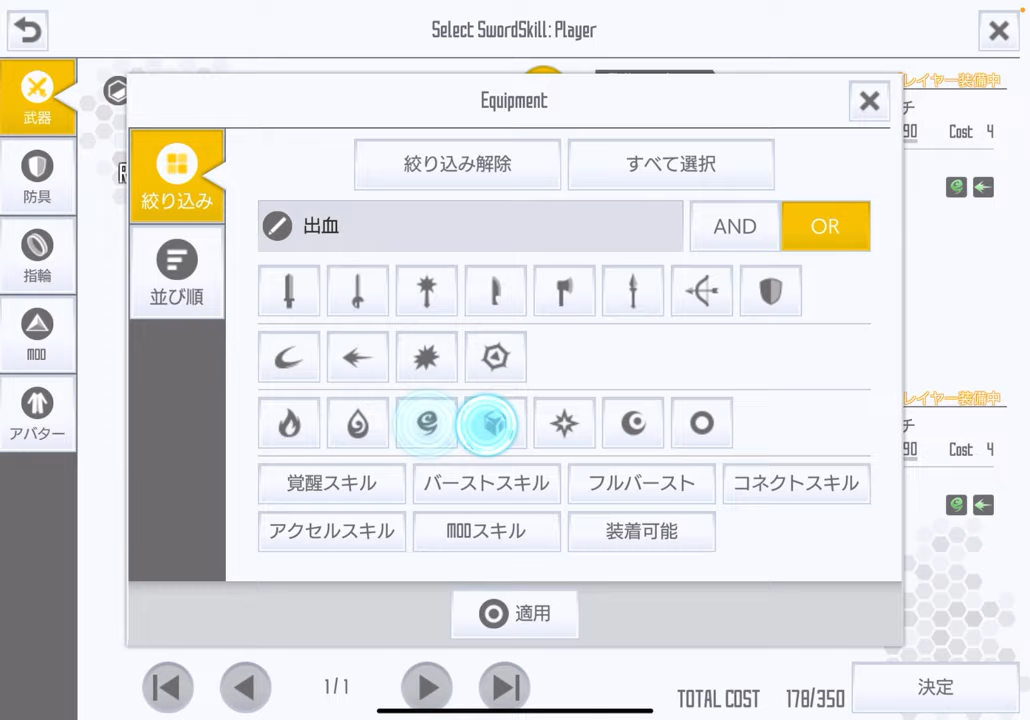 Select SwordSkill: Player
武器
防具
指輪
MOD
アバター
Equipment
絞り込み
並び順
絞り込み解除
すべて選択
出血
AND
OR
覚醒スキル
バーストスキル
フルバースト
コネクトスキル
アクセルスキル
MODスキル
装着可能
適用
レイヤー装備中
チ
90
Cost 4
レイヤー装備中
チ
90
Cost 4
1/1
TOTAL COST 178/350
決定